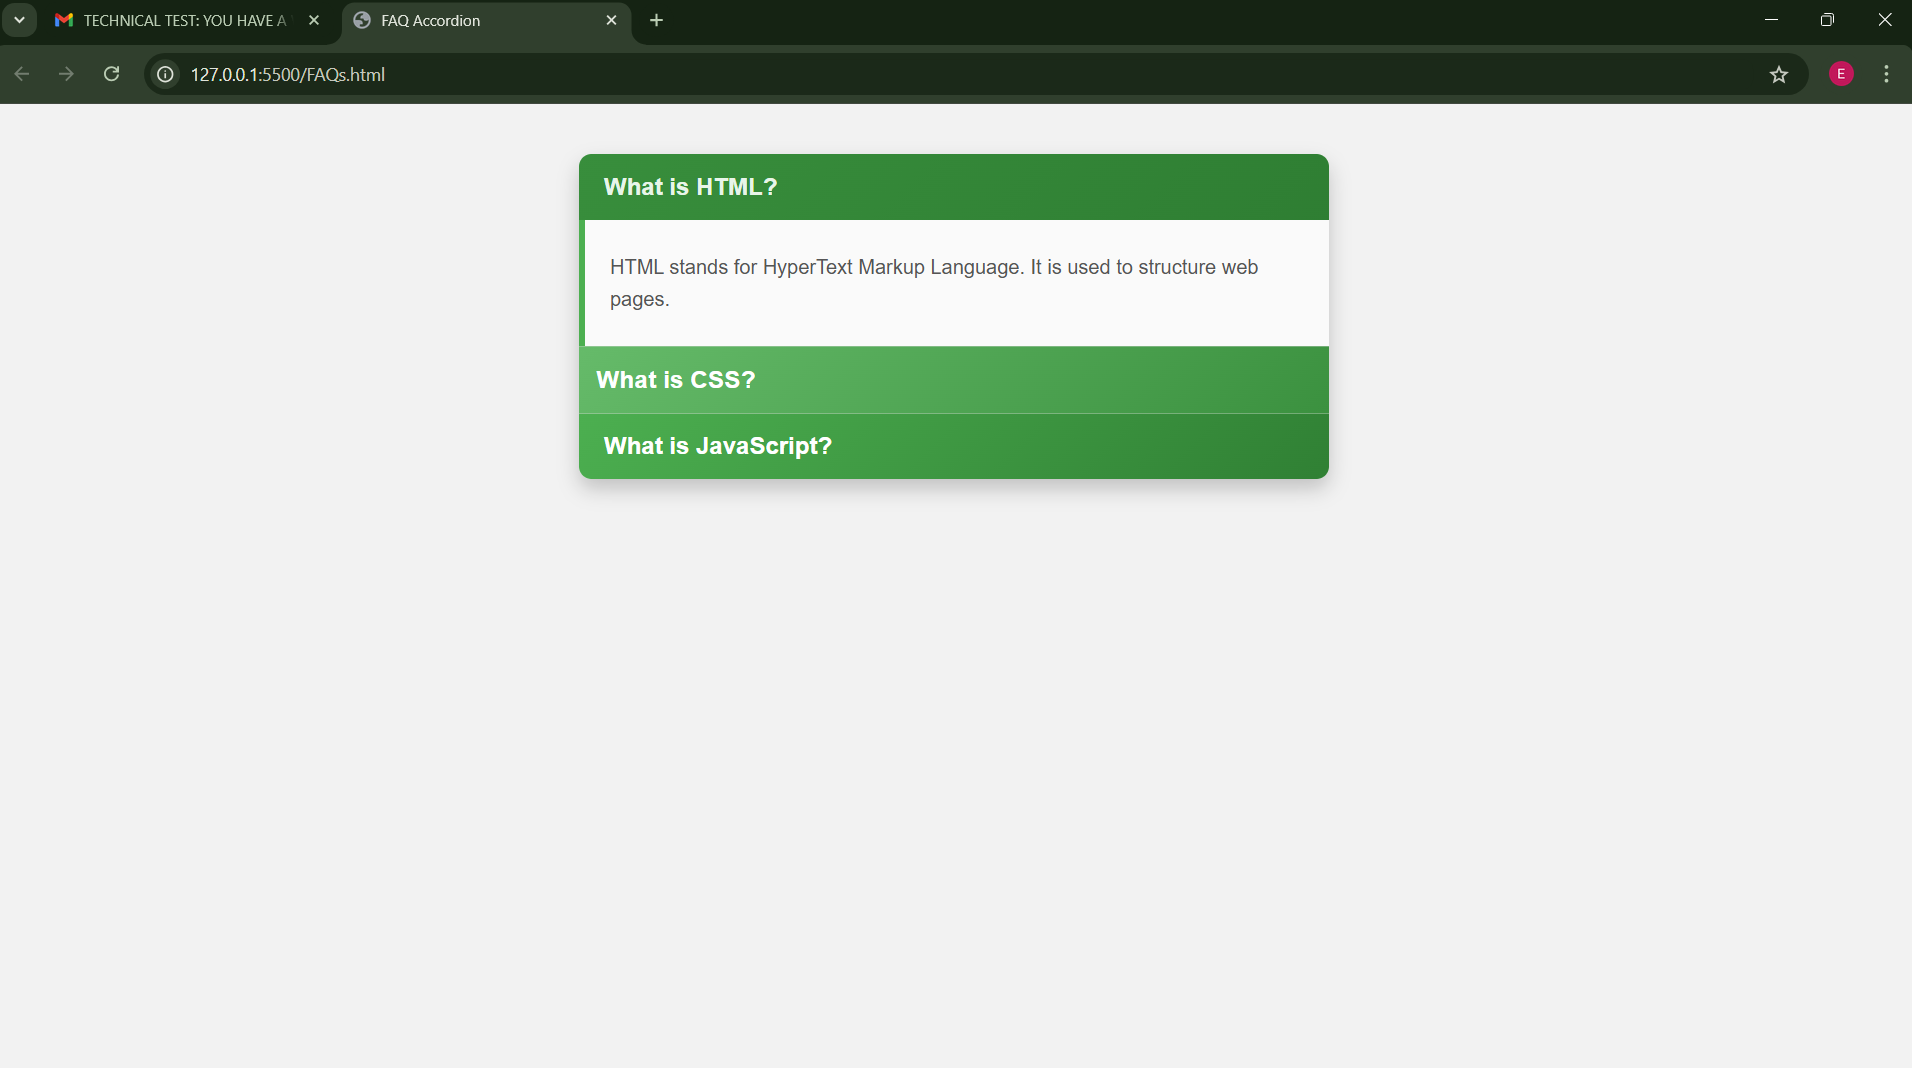 TECHNICAL TEST: YOU HAVE A
FAQ Accordion
127.0.0.1:5500/FAQs.html
E
What is HTML?
HTML stands for HyperText Markup Language. It is used to structure web
pages.
What is CSS?
What is JavaScript?